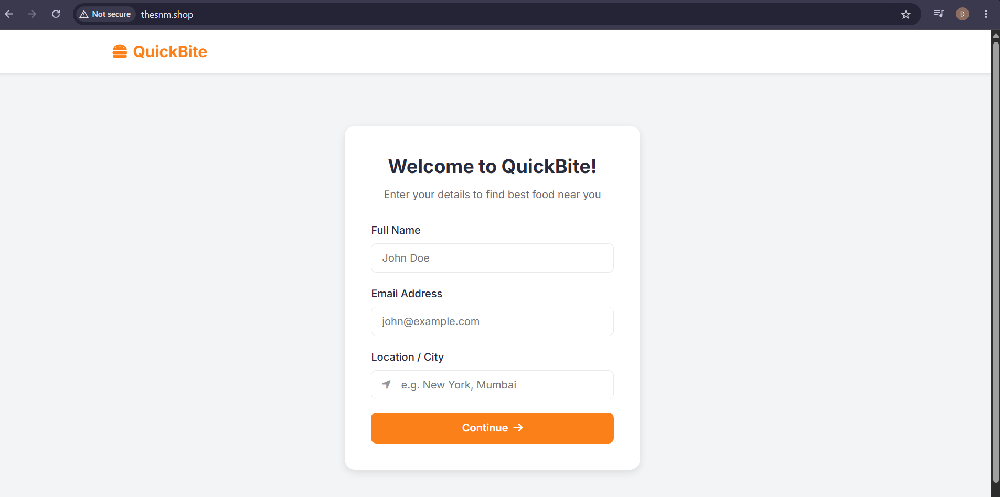 Not secure thesnm.shop D
QuickBite
Welcome to QuickBite!
Enter your details to find best food near you
Full Name
John Doe
Email Address
john@example.com
Location / City
e.g. New York, Mumbai
Continue →